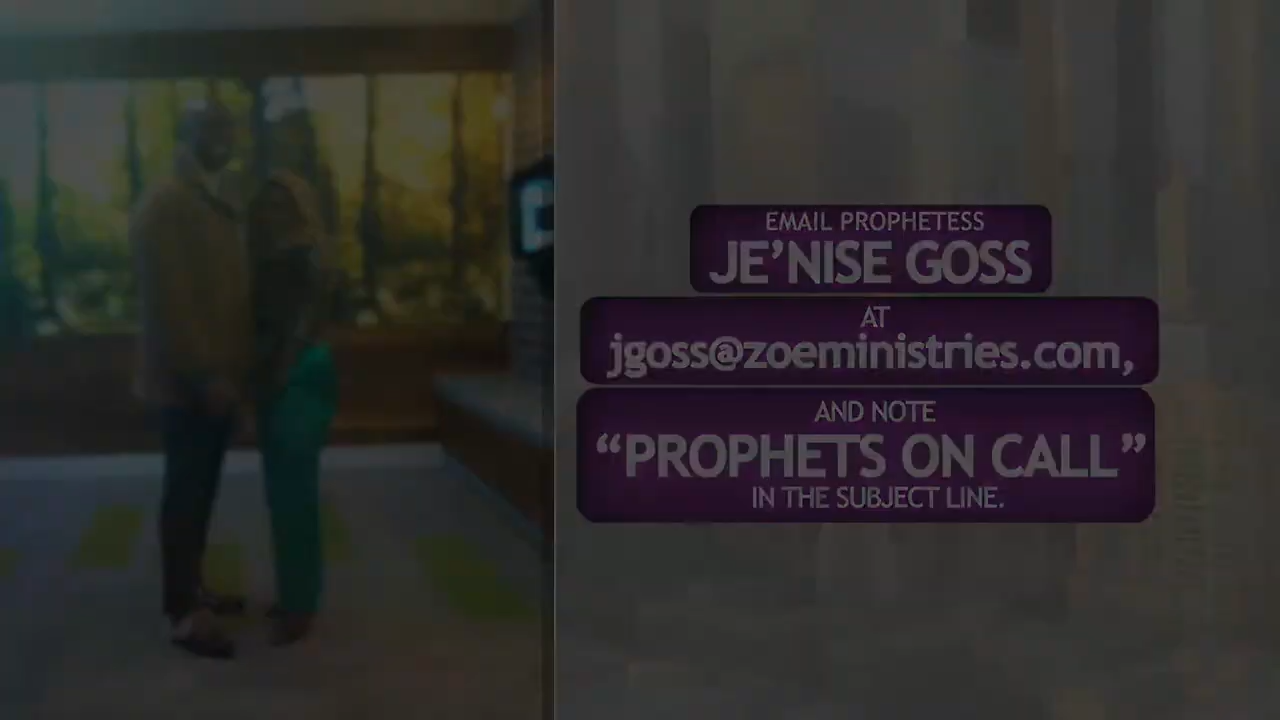 EMAIL PROPHETESS
JE’NISE GOSS
AT
jgoss@zoeministries.com,
AND NOTE
“PROPHETS ON CALL”
IN THE SUBJECT LINE.